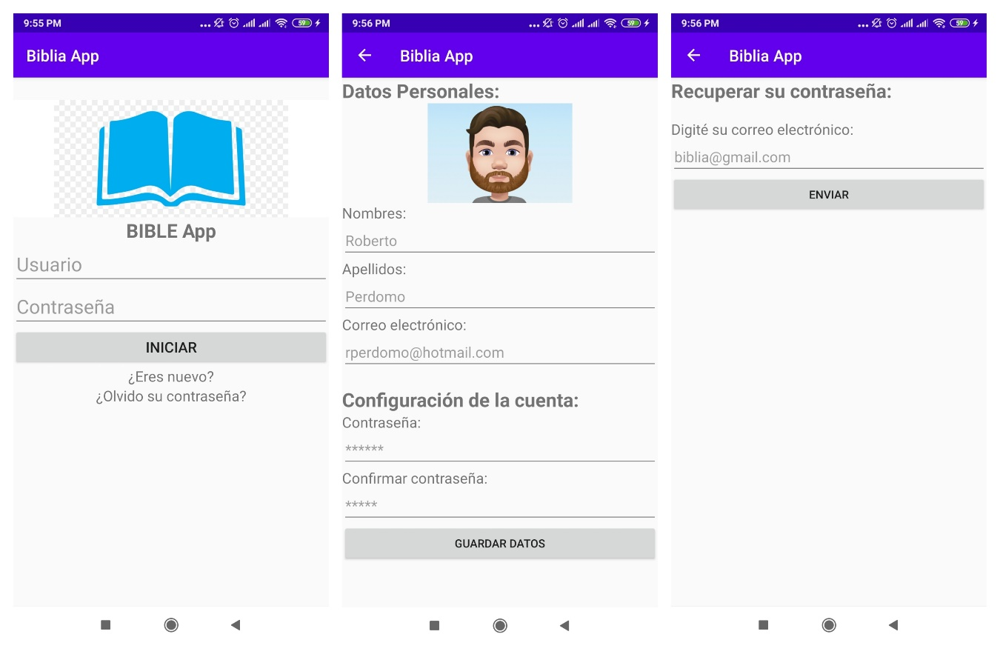 9:55 PM
59
Biblia App
BIBLE App
Usuario
Contraseña
INICIAR
¿Eres nuevo?
¿Olvido su contraseña?
9:56 PM
59
Biblia App
Datos Personales:
Nombres:
Roberto
Apellidos:
Perdomo
Correo electrónico:
rperdomo@hotmail.com
Configuración de la cuenta:
Contraseña:
******
Confirmar contraseña:
*****
GUARDAR DATOS
9:56 PM
59
Biblia App
Recuperar su contraseña:
Digité su correo electrónico:
biblia@gmail.com
ENVIAR